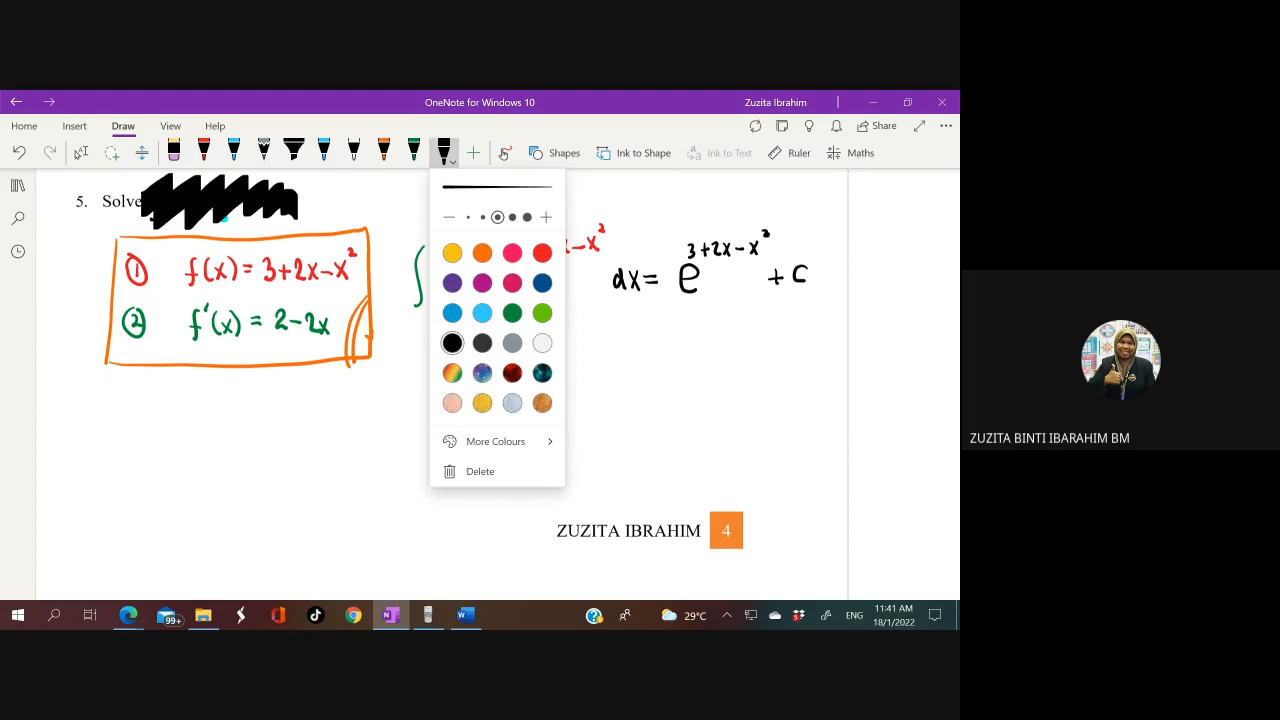 OneNote for Windows 10
Zuzita Ibrahim
Home Insert Draw View Help
Share
Shapes Ink to Shape Ink to Text Ruler Maths
5. Solve
① f(x) = 3+2x-x²
② f'(x) = 2-2x
∫ -x² dx = e^{3+2x-x²} + c
More Colours
Delete
ZUZITA IBRAHIM 4
ZUZITA BINTI IBARAHIM BM
99+
29°C
ENG
11:41 AM
18/1/2022